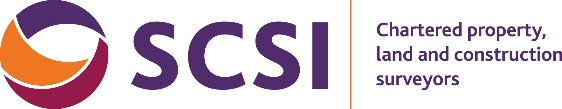 SCSI
Chartered property,
land and construction
surveyors